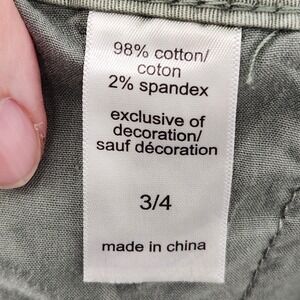 98% cotton/
coton
2% spandex
exclusive of
decoration/
sauf décoration
3/4
made in china